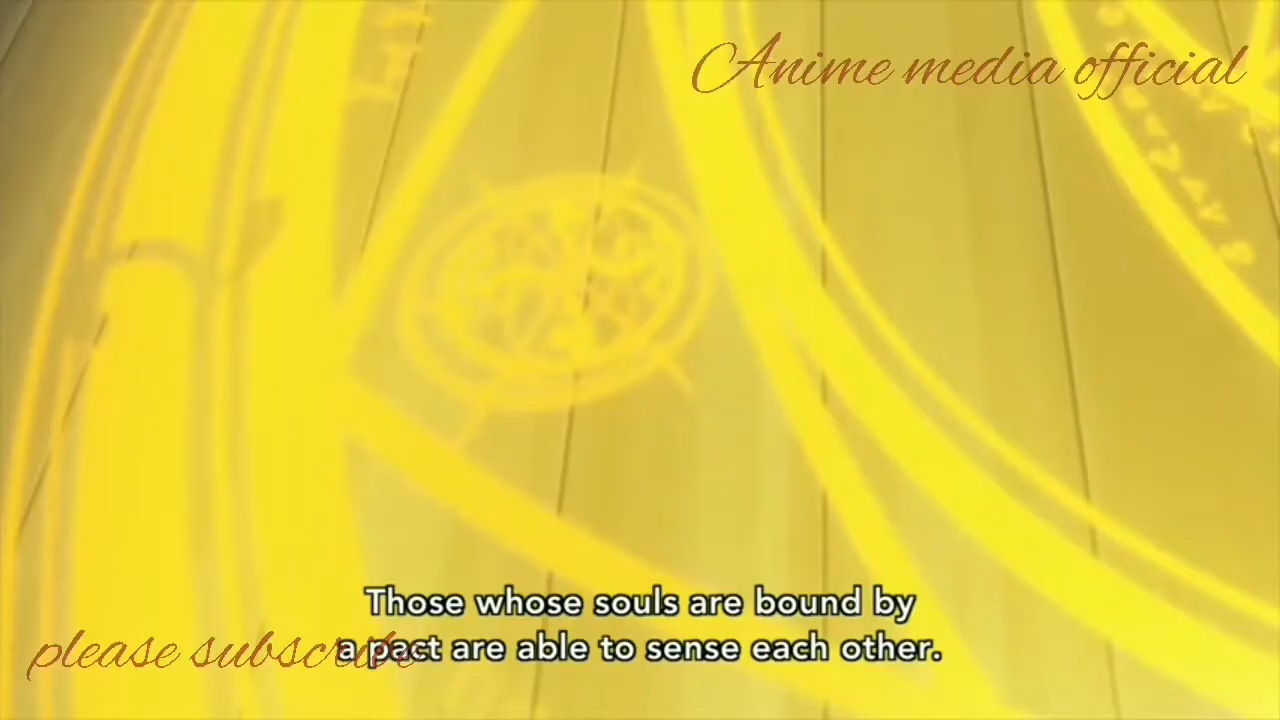 Anime media official
Those whose souls are bound by
a pact are able to sense each other.
please subscribe